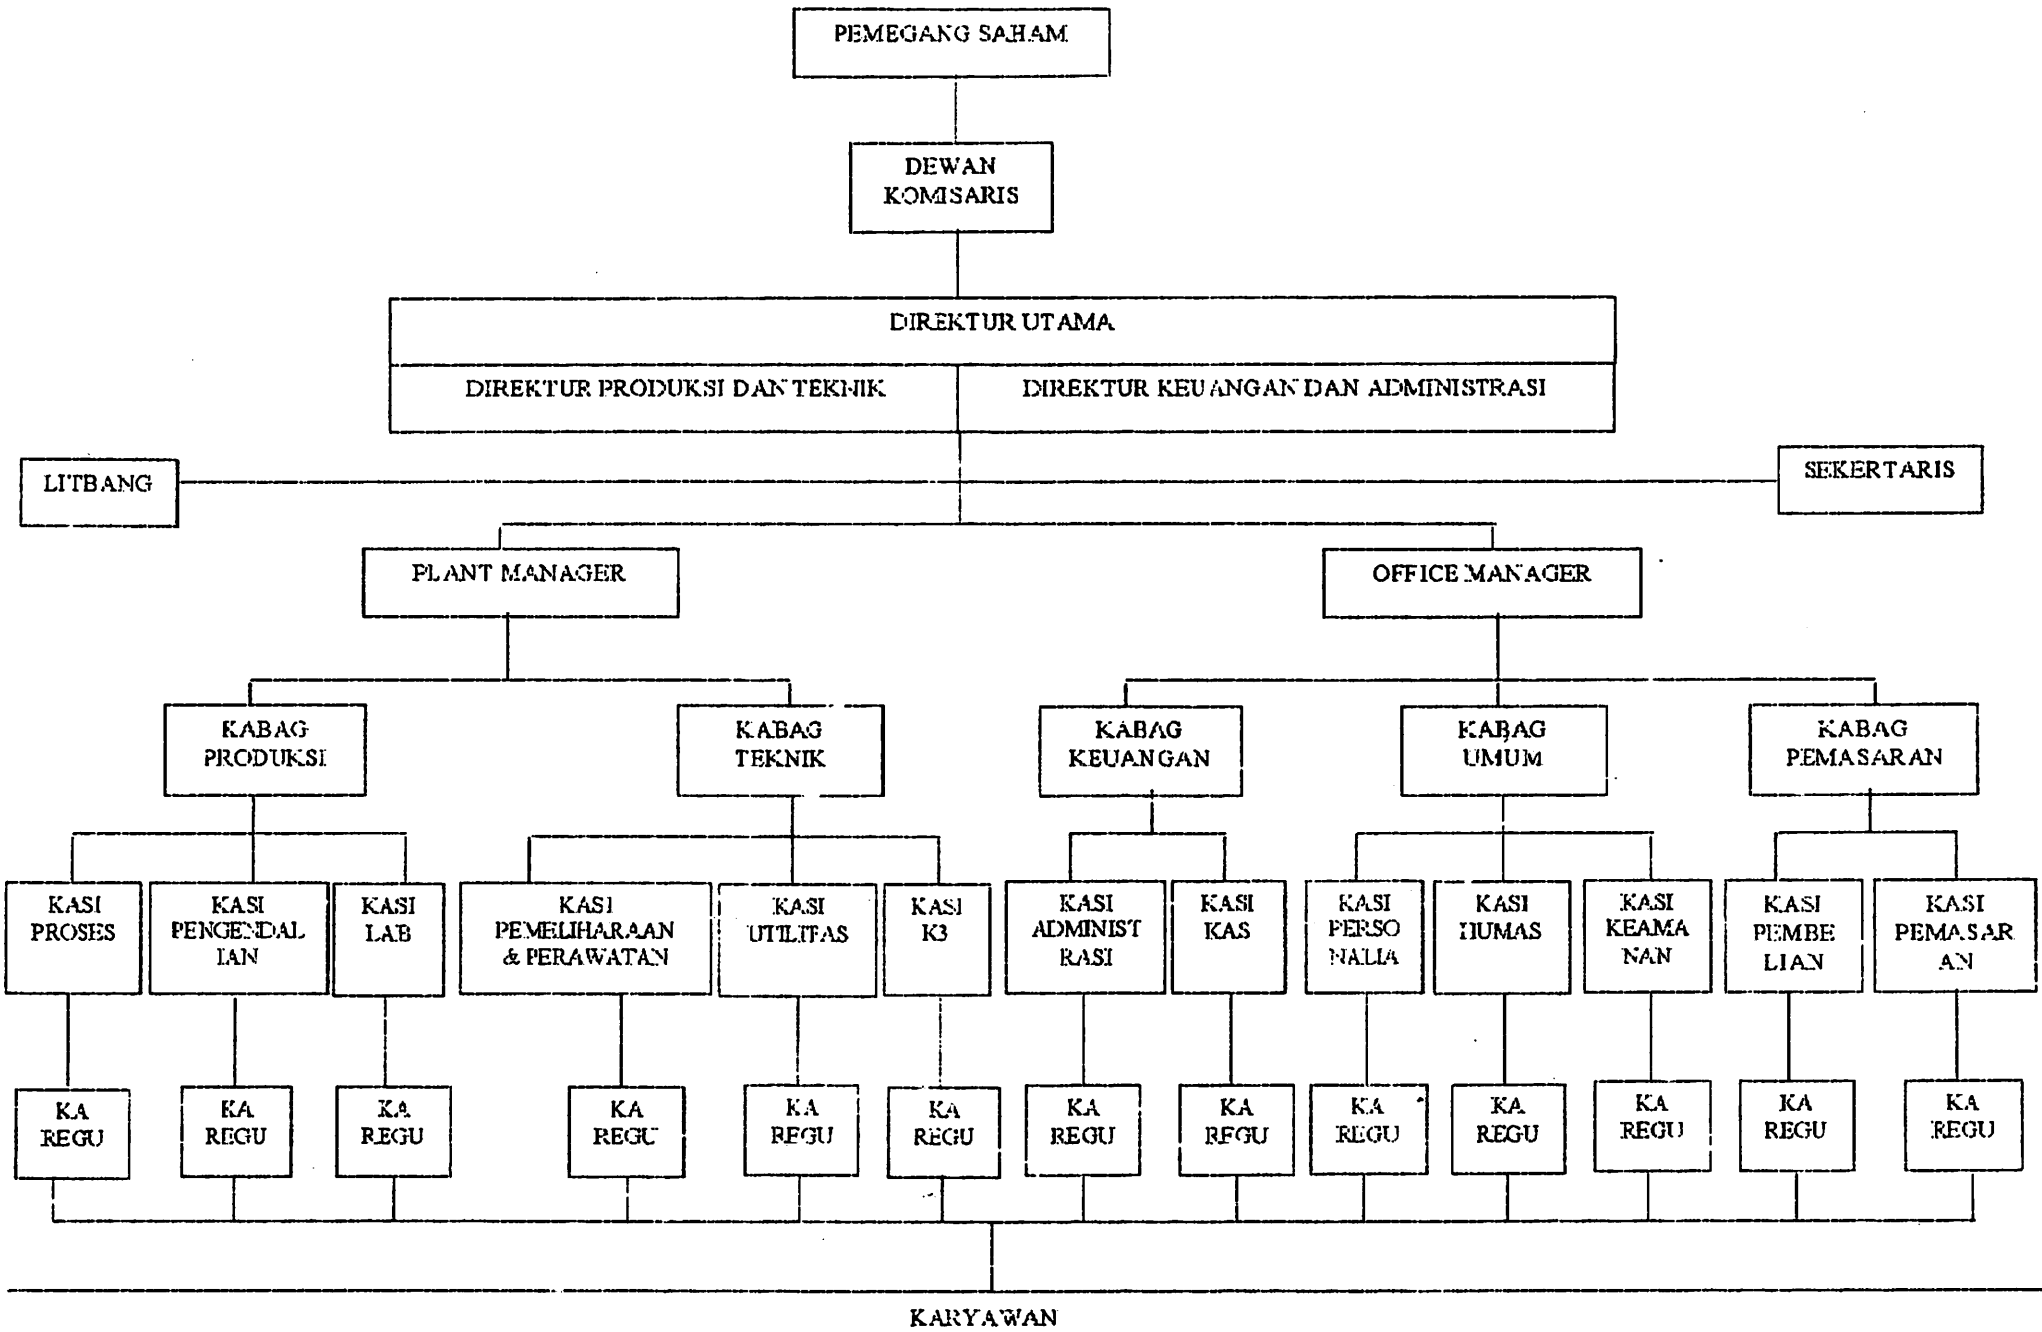 PEMEGANG SAHAM
DEWAN
KOMISARIS
DIREKTUR UTAMA
DIREKTUR PRODUKSI DAN TEKNIK
DIREKTUR KEUANGAN DAN ADMINISTRASI
LITBANG
SEKERTARIS
PLANT MANAGER
OFFICE MANAGER
KABAG
PRODUKSI
KABAG
TEKNIK
KABAG
KEUANGAN
KABAG
UMUM
KABAG
PEMASARAN
KASI
PROSES
KASI
PENGENDAL
IAN
KASI
LAB
KASI
PEMELIHARAAN
& PERAWATAN
KASI
UTILITAS
KASI
K3
KASI
ADMINIST
RASI
KASI
KAS
KASI
PERSO
NALIA
KASI
HUMAS
KASI
KEAMA
NAN
KASI
PEMBE
LIAN
KASI
PEMASAR
AN
KA
REGU
KA
REGU
KA
REGU
KA
REGU
KA
REGU
KA
REGU
KA
REGU
KA
REGU
KA
REGU
KA
REGU
KA
REGU
KA
REGU
KA
REGU
KARYAWAN